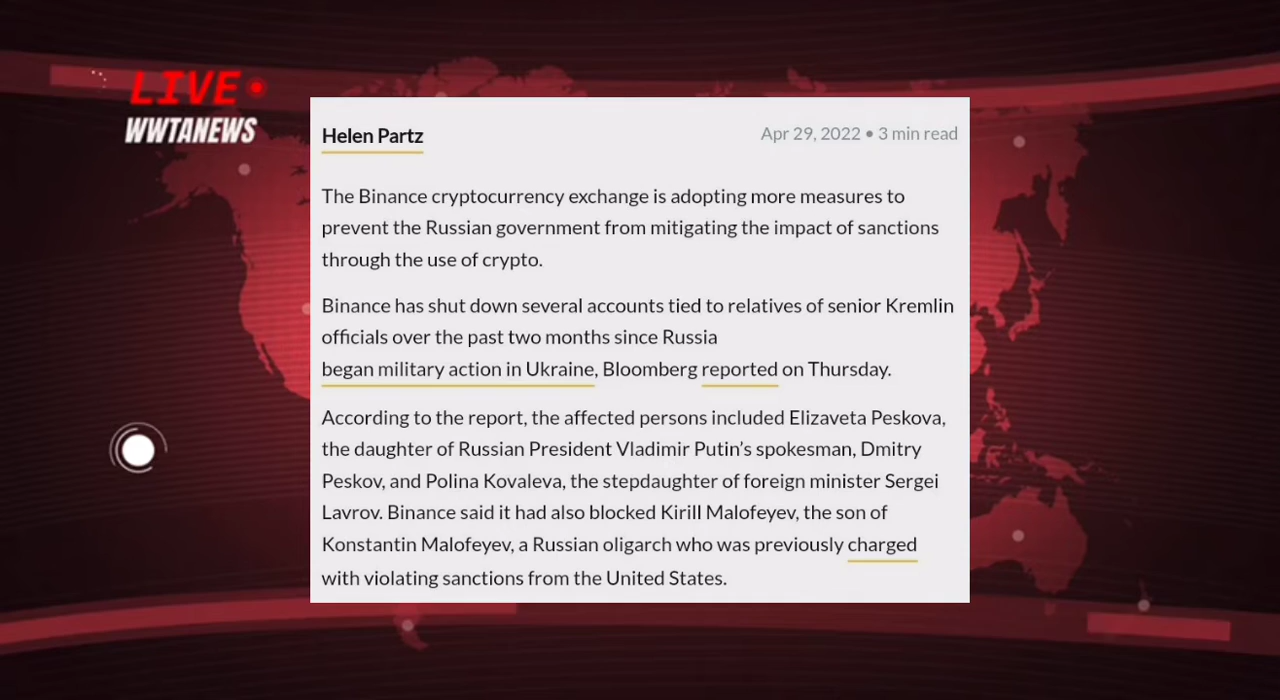 LIVE
WWTANEWS
Helen Partz
Apr 29, 2022 • 3 min read
The Binance cryptocurrency exchange is adopting more measures to
prevent the Russian government from mitigating the impact of sanctions
through the use of crypto.
Binance has shut down several accounts tied to relatives of senior Kremlin
officials over the past two months since Russia
began military action in Ukraine, Bloomberg reported on Thursday.
According to the report, the affected persons included Elizaveta Peskova,
the daughter of Russian President Vladimir Putin’s spokesman, Dmitry
Peskov, and Polina Kovaleva, the stepdaughter of foreign minister Sergei
Lavrov. Binance said it had also blocked Kirill Malofeyev, the son of
Konstantin Malofeyev, a Russian oligarch who was previously charged
with violating sanctions from the United States.